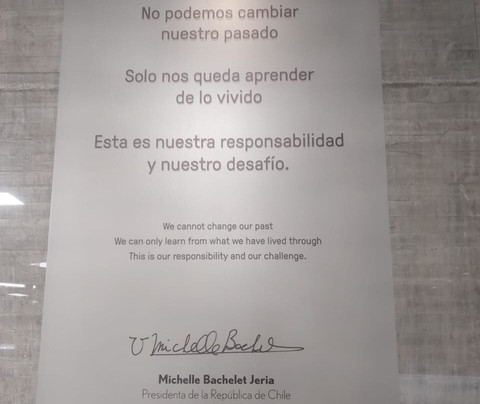 No podemos cambiar
nuestro pasado
Solo nos queda aprender
de lo vivido
Esta es nuestra responsabilidad
y nuestro desafío.
We cannot change our past
We can only learn from what we have lived through
This is our responsibility and our challenge.
V Michelle Bachelet
Michelle Bachelet Jeria
Presidenta de la República de Chile